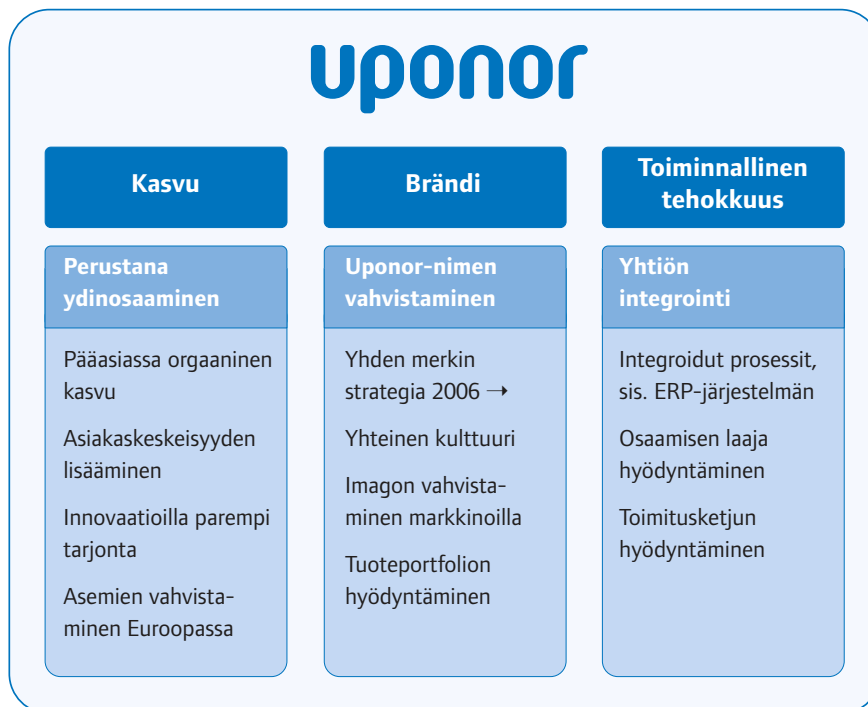 uponor
Kasvu
Perustana
ydinosaaminen
Pääasiassa orgaaninen
kasvu
Asiakaskeskeisyyden
lisääminen
Innovaatioilla parempi
tarjonta
Asemien vahvista-
minen Euroopassa
Brändi
Uponor-nimen
vahvistaminen
Yhden merkin
strategia 2006 →
Yhteinen kulttuuri
Imagon vahvista-
minen markkinoilla
Tuoteportfolion
hyödyntäminen
Toiminnallinen
tehokkuus
Yhtiön
integrointi
Integroidut prosessit,
sis. ERP-järjestelmän
Osaamisen laaja
hyödyntäminen
Toimitusketjun
hyödyntäminen